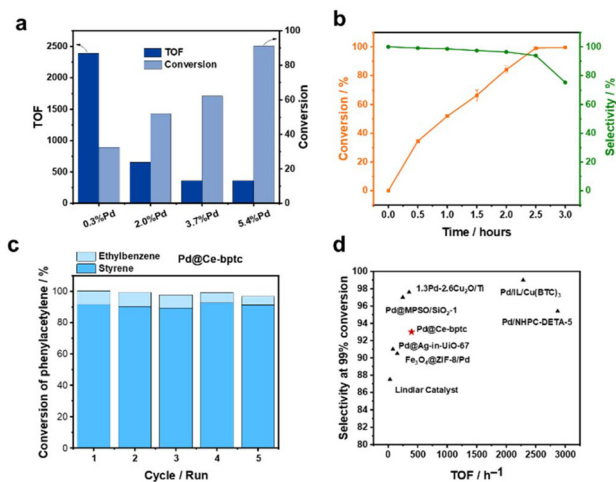 a
TOF
Conversion
TOF
2500
2000
1500
1000
500
0
100
80
60
40
20
0
Conversion
0.3%Pd
2.0%Pd
3.7%Pd
5.4%Pd
b
Conversion / %
100
80
60
40
20
0
100
80
60
40
20
0
Selectivity / %
0.0 0.5 1.0 1.5 2.0 2.5 3.0
Time / hours
c
Ethylbenzene
Styrene
Pd@Ce-bptc
Conversion of phenylacetylene / %
100
80
60
40
20
0
1 2 3 4 5
Cycle / Run
d
Selectivity at 99% conversion
100
98
96
94
92
90
88
86
84
82
80
1.3Pd-2.6Cu₂O/Ti
Pd@MPSO/SiO₂-1
Pd@Ce-bptc
Pd@Ag-in-UiO-67
Fe₃O₄@ZIF-8/Pd
Lindlar Catalyst
Pd/IL/Cu(BTC)₃
Pd/NHPC-DETA-5
0 500 1000 1500 2000 2500 3000
TOF / h⁻¹